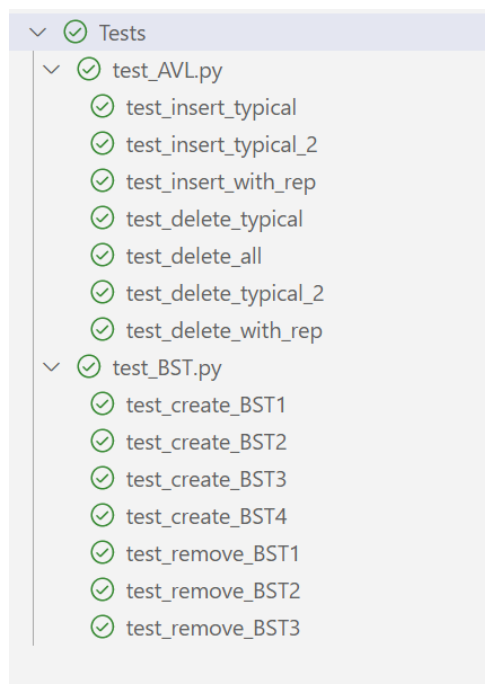 Tests
test_AVL.py
test_insert_typical
test_insert_typical_2
test_insert_with_rep
test_delete_typical
test_delete_all
test_delete_typical_2
test_delete_with_rep
test_BST.py
test_create_BST1
test_create_BST2
test_create_BST3
test_create_BST4
test_remove_BST1
test_remove_BST2
test_remove_BST3